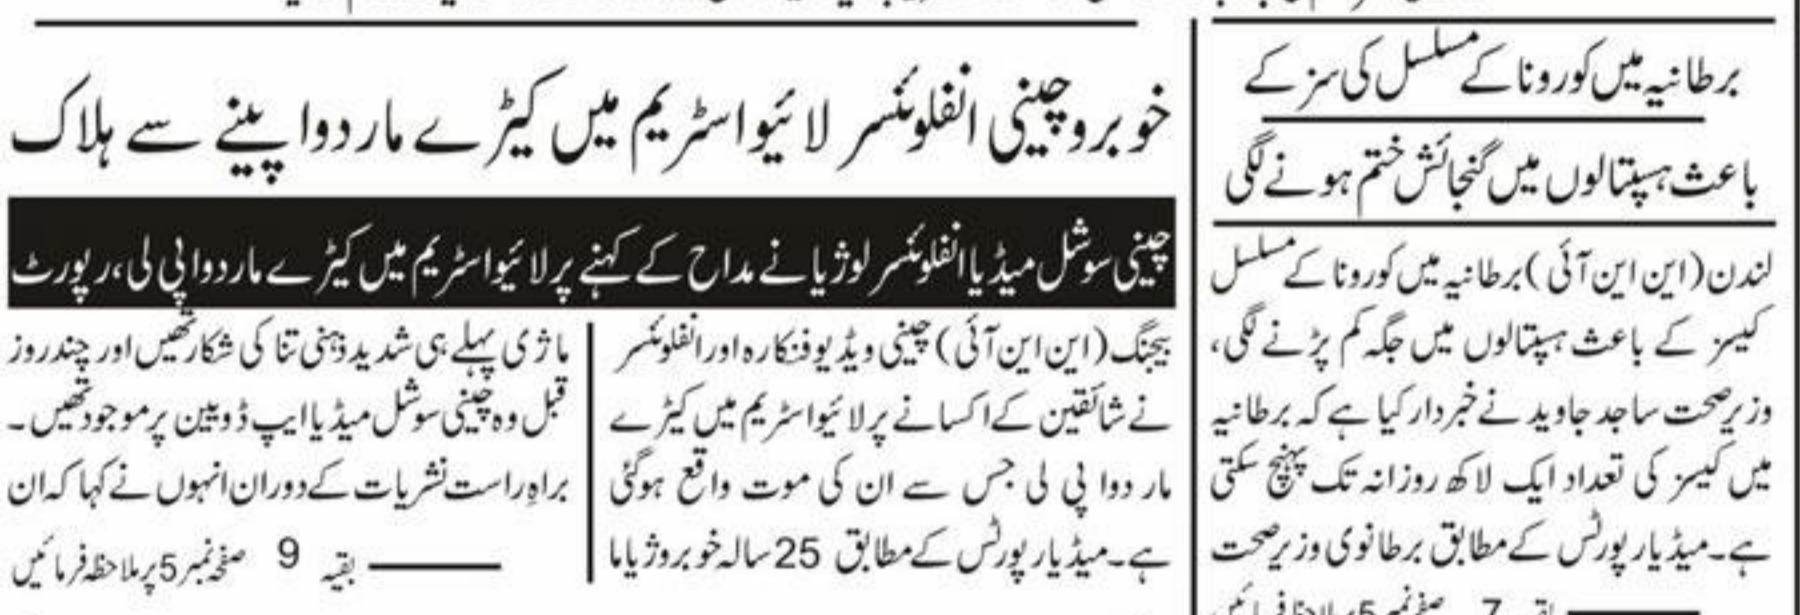 برطانیہ میں کورونا کے مسلسل کی سز کے
باعث ہسپتالوں میں گنجائش ختم ہونے لگی
لندن (این این آئی) برطانیہ میں کورونا کے مسلسل
کیسز کے باعث ہسپتالوں میں جگہ کم پڑنے لگی،
وزیر صحت ساجد جاوید نے خبردار کیا ہے کہ برطانیہ
میں کیسز کی تعداد ایک لاکھ روزانہ تک پہنچ سکتی
ہے۔ میڈیا رپورٹس کے مطابق برطانوی وزیر صحت
خوبرو چینی انفلوئنسر لائیو اسٹریم میں کیڑے مار دوا پینے سے ہلاک
چینی سوشل میڈیا انفلوئنسر لوژیا نے مداح کے کہنے پر لائیو اسٹریم میں کیڑے مار دوا پی لی، رپورٹ
بیجنگ (این این آئی) چینی ویڈیو فنکارہ اور انفلوئنسر
نے شائقین کے اکسانے پر لائیو اسٹریم میں کیڑے
مار دوا پی لی جس سے ان کی موت واقع ہوگئی
ہے۔ میڈیا رپورٹس کے مطابق 25 سالہ خوبرو ژیاما
ماژی پہلے ہی شدید ذہنی تنا کی شکار تھیں اور چند روز
قبل وہ چینی سوشل میڈیا ایپ ڈویین پر موجود تھیں۔
براہِ راست نشریات کے دوران انہوں نے کہا کہ ان
بقیہ 9 صفحہ نمبر 5 پر ملاحظہ فرمائیں